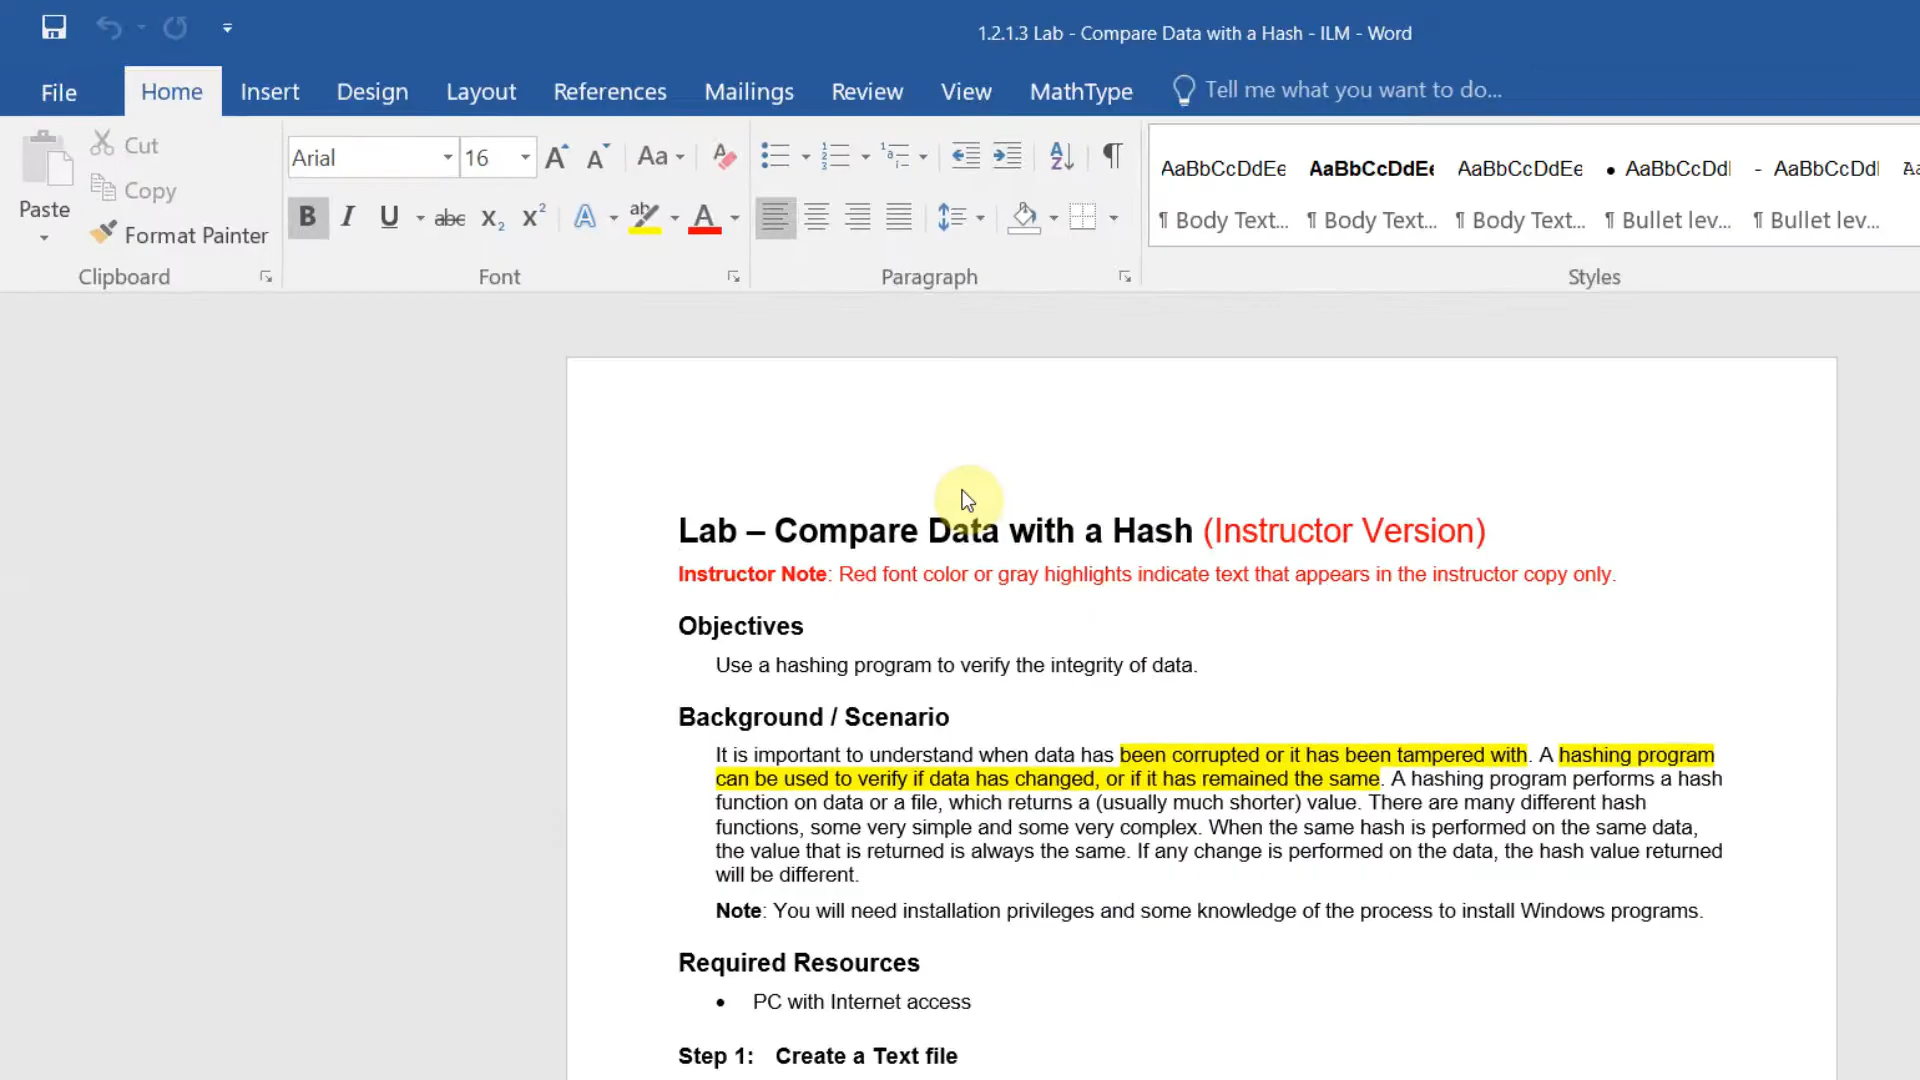 1.2.1.3 Lab - Compare Data with a Hash - ILM - Word
File Home Insert Design Layout References Mailings Review View MathType Tell me what you want to do...
Cut
Copy
Paste
Format Painter
Clipboard
Arial 16
Aa
B I U abc X2 X2 A ab A
Font
Paragraph
AaBbCcDdEe AaBbCcDdEe AaBbCcDdEe • AaBbCcDdI - AaBbCcDdI
¶ Body Text... ¶ Body Text... ¶ Body Text... ¶ Bullet lev... ¶ Bullet lev...
Styles
Lab – Compare Data with a Hash (Instructor Version)
Instructor Note: Red font color or gray highlights indicate text that appears in the instructor copy only.
Objectives
Use a hashing program to verify the integrity of data.
Background / Scenario
It is important to understand when data has been corrupted or it has been tampered with. A hashing program
can be used to verify if data has changed, or if it has remained the same. A hashing program performs a hash
function on data or a file, which returns a (usually much shorter) value. There are many different hash
functions, some very simple and some very complex. When the same hash is performed on the same data,
the value that is returned is always the same. If any change is performed on the data, the hash value returned
will be different.
Note: You will need installation privileges and some knowledge of the process to install Windows programs.
Required Resources
• PC with Internet access
Step 1: Create a Text file